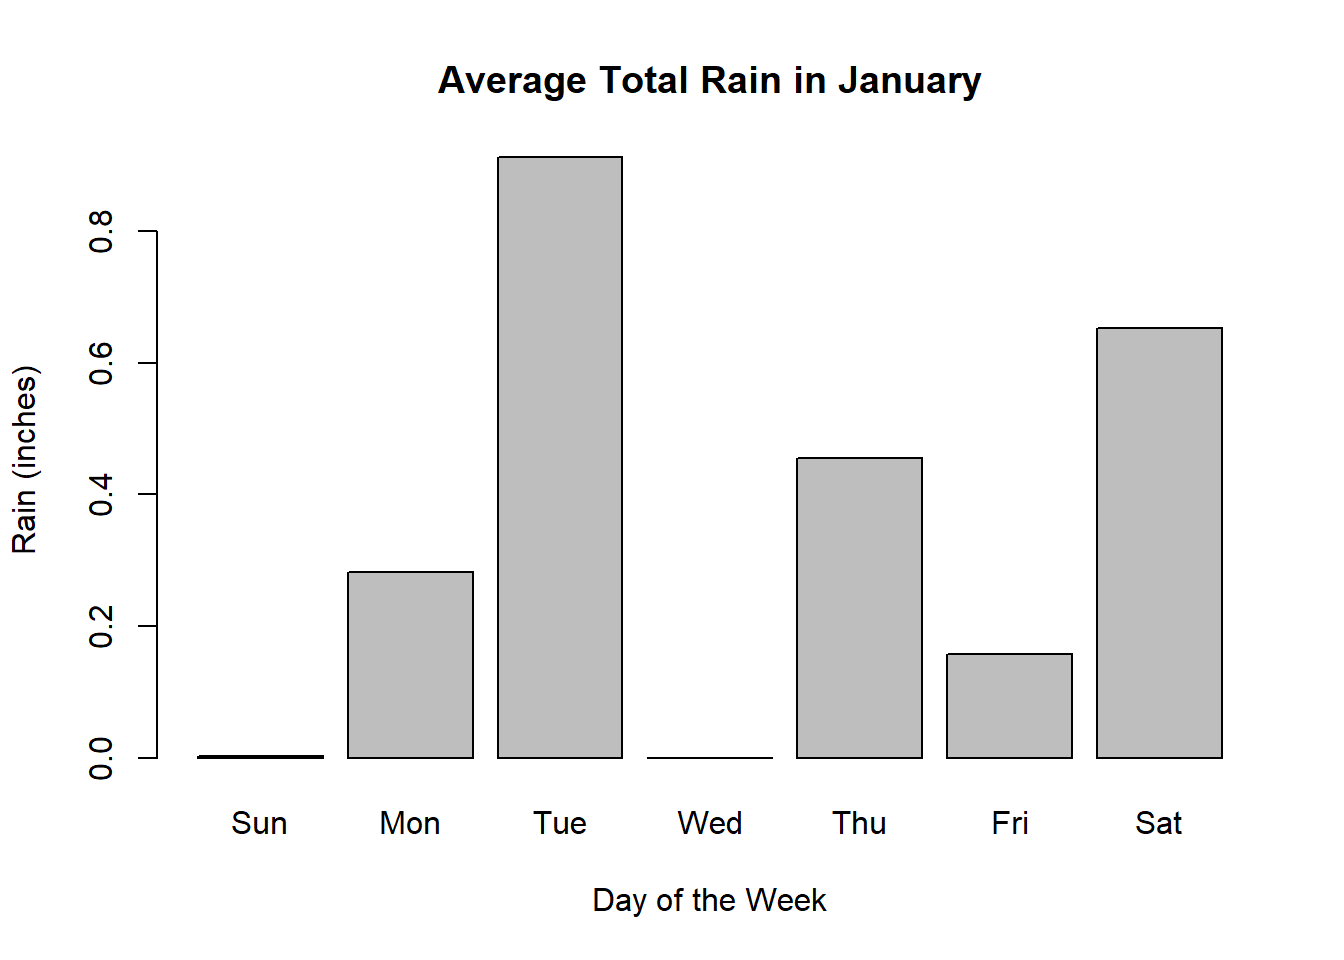 Average Total Rain in January
Rain (inches)
0.8
0.6
0.4
0.2
0.0
Sun Mon Tue Wed Thu Fri Sat
Day of the Week